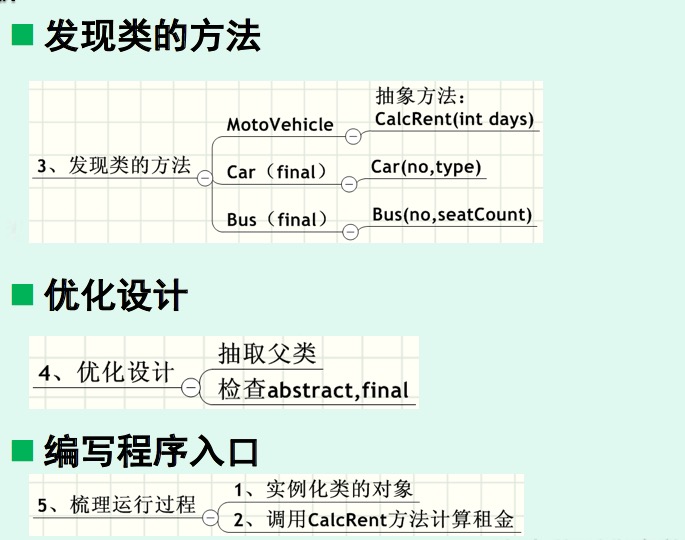 发现类的方法
抽象方法：
MotoVehicle
CalcRent(int days)
3、发现类的方法
Car（final）
Car(no,type)
Bus（final）
Bus(no,seatCount)
优化设计
4、优化设计
抽取父类
检查abstract,final
编写程序入口
5、梳理运行过程
1、实例化类的对象
2、调用CalcRent方法计算租金